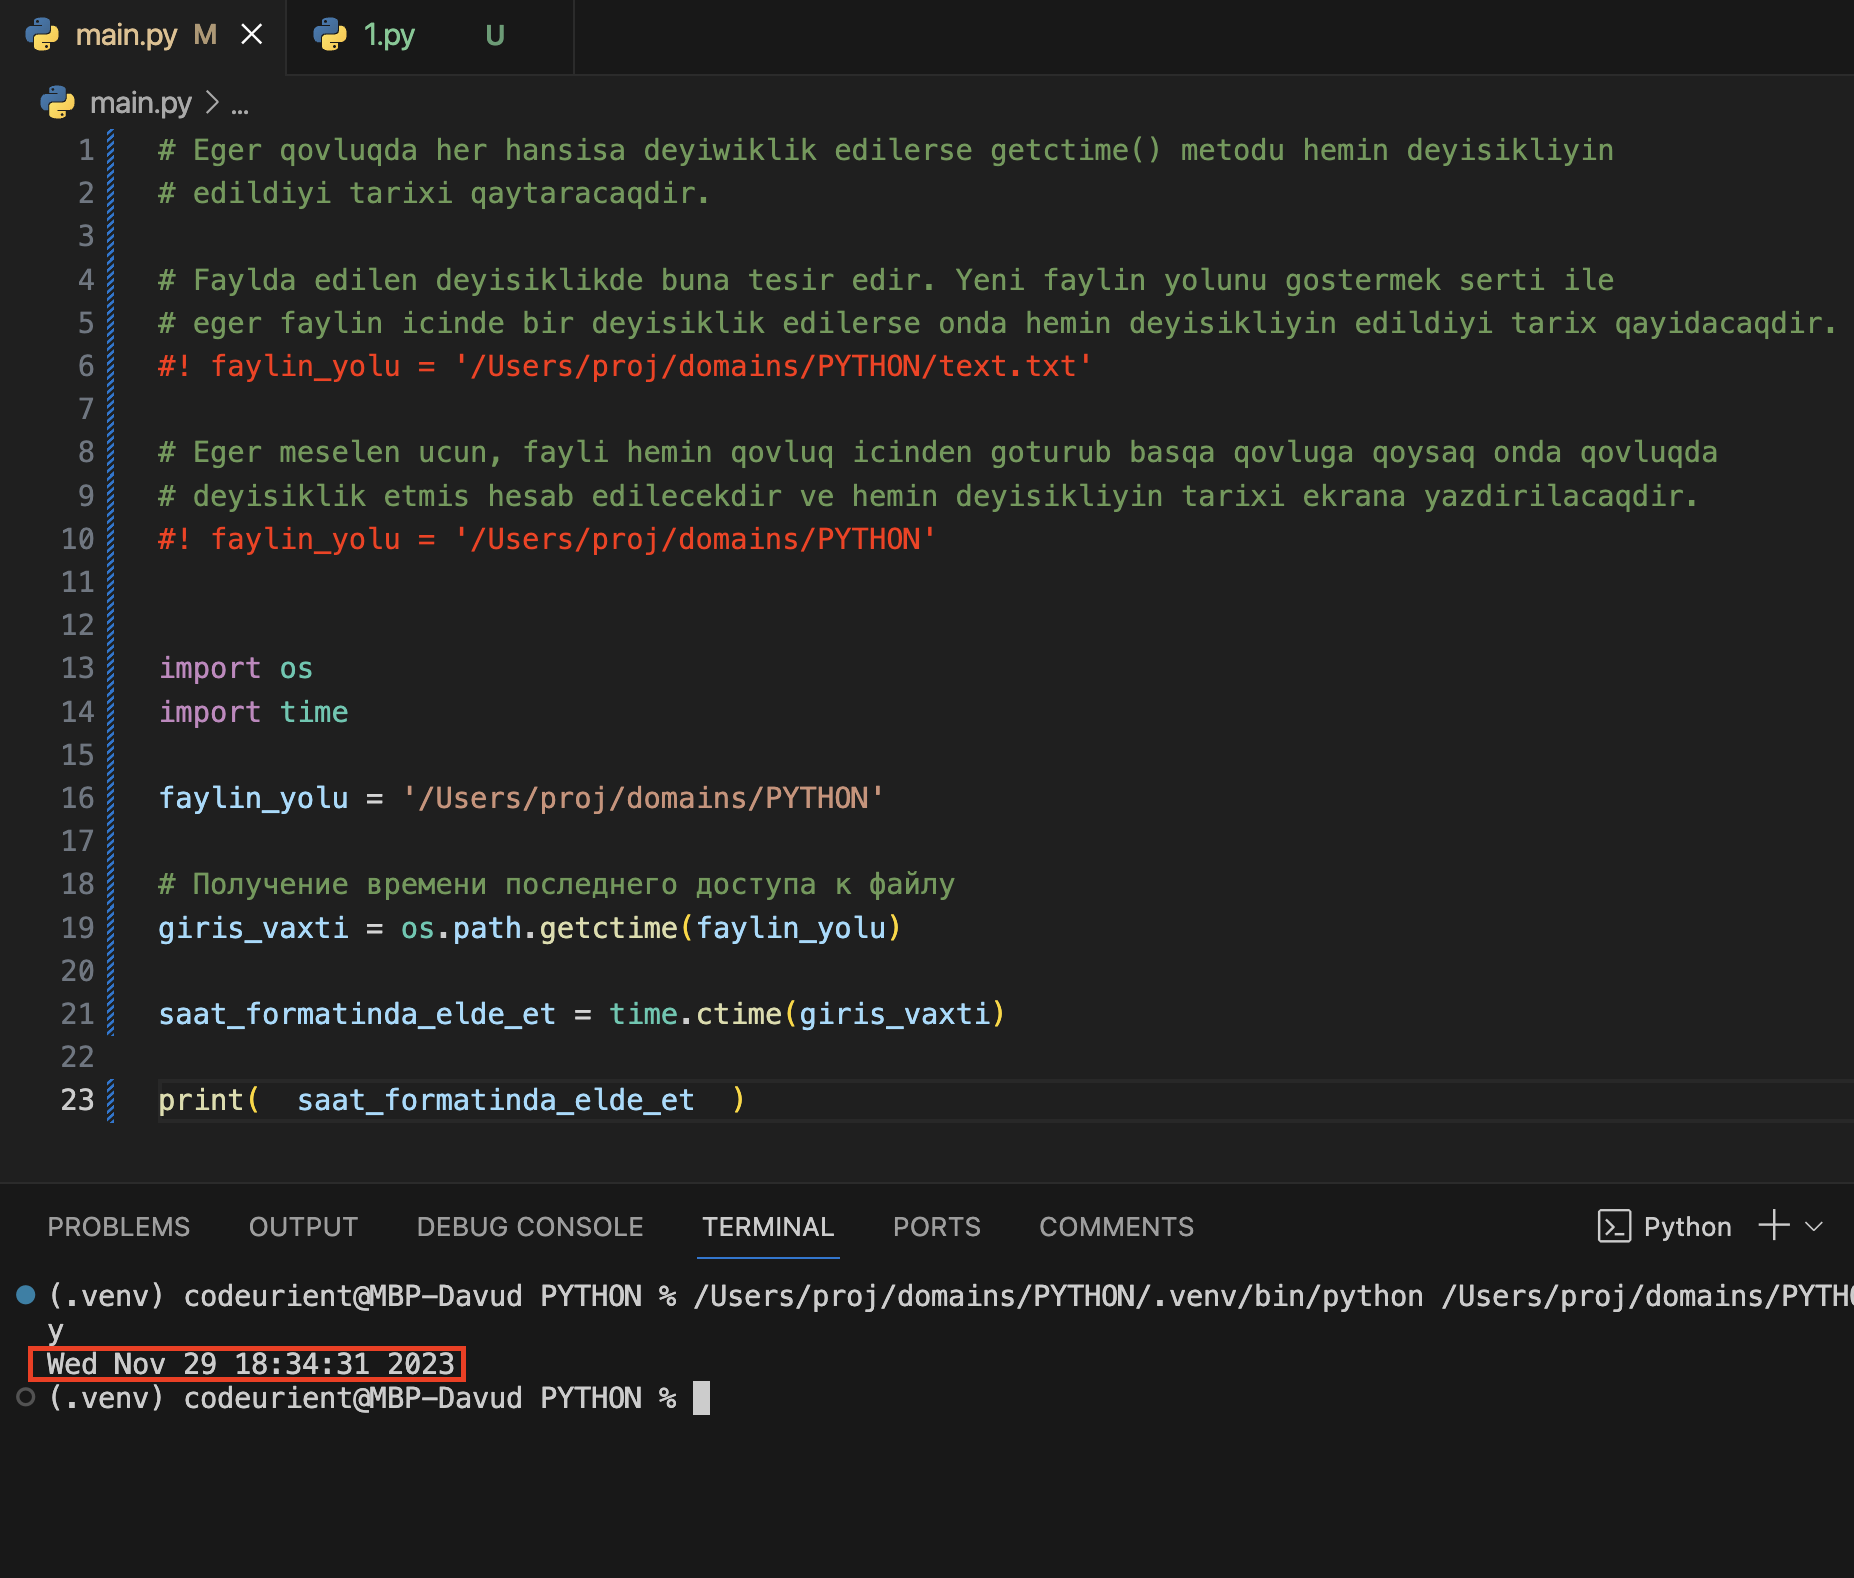 main.py M
1.py U
main.py > ...
1 # Eger qovluqda her hansisa deyiwiklik edilerse getctime() metodu hemin deyisikliyin
2 # edildiyi tarixi qaytaracaqdir.
3
4 # Faylda edilen deyisiklikde buna tesir edir. Yeni faylin yolunu gostermek serti ile
5 # eger faylin icinde bir deyisiklik edilerse onda hemin deyisikliyin edildiyi tarix qayidacaqdir.
6 #! faylin_yolu = '/Users/proj/domains/PYTHON/text.txt'
7
8 # Eger meselen ucun, fayli hemin qovluq icinden goturub basqa qovluga qoysaq onda qovluqda
9 # deyisiklik etmis hesab edilecekdir ve hemin deyisikliyin tarixi ekrana yazdirilacaqdir.
10 #! faylin_yolu = '/Users/proj/domains/PYTHON'
11
12
13 import os
14 import time
15
16 faylin_yolu = '/Users/proj/domains/PYTHON'
17
18 # Получение времени последнего доступа к файлу
19 giris_vaxti = os.path.getctime(faylin_yolu)
20
21 saat_formatinda_elde_et = time.ctime(giris_vaxti)
22
23 print(  saat_formatinda_elde_et  )
PROBLEMS OUTPUT DEBUG CONSOLE TERMINAL PORTS COMMENTS Python
(.venv) codeurient@MBP-Davud PYTHON % /Users/proj/domains/PYTHON/.venv/bin/python /Users/proj/domains/PYTH
y
Wed Nov 29 18:34:31 2023
(.venv) codeurient@MBP-Davud PYTHON %